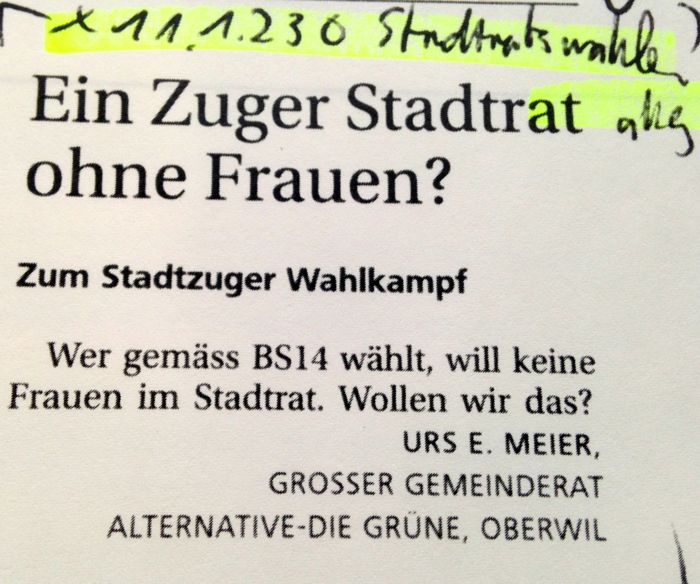 x 11.1.230 Stadtratswahlen
Ein Zuger Stadtrat
ohne Frauen?
Zum Stadtzuger Wahlkampf
Wer gemäss BS14 wählt, will keine
Frauen im Stadtrat. Wollen wir das?
URS E. MEIER,
GROSSER GEMEINDERAT
ALTERNATIVE-DIE GRÜNE, OBERWIL